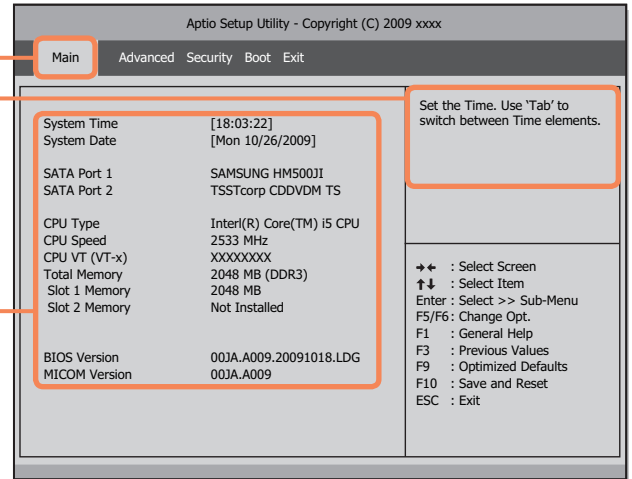 Aptio Setup Utility - Copyright (C) 2009 xxxx
Main Advanced Security Boot Exit
System Time [18:03:22]
System Date [Mon 10/26/2009]
SATA Port 1 SAMSUNG HM500JI
SATA Port 2 TSSTcorp CDDVDM TS
CPU Type Interl(R) Core(TM) i5 CPU
CPU Speed 2533 MHz
CPU VT (VT-x) XXXXXXXX
Total Memory 2048 MB (DDR3)
Slot 1 Memory 2048 MB
Slot 2 Memory Not Installed
BIOS Version 00JA.A009.20091018.LDG
MICOM Version 00JA.A009
Set the Time. Use ‘Tab’ to
switch between Time elements.
→← : Select Screen
↑↓ : Select Item
Enter : Select >> Sub-Menu
F5/F6 : Change Opt.
F1 : General Help
F3 : Previous Values
F9 : Optimized Defaults
F10 : Save and Reset
ESC : Exit